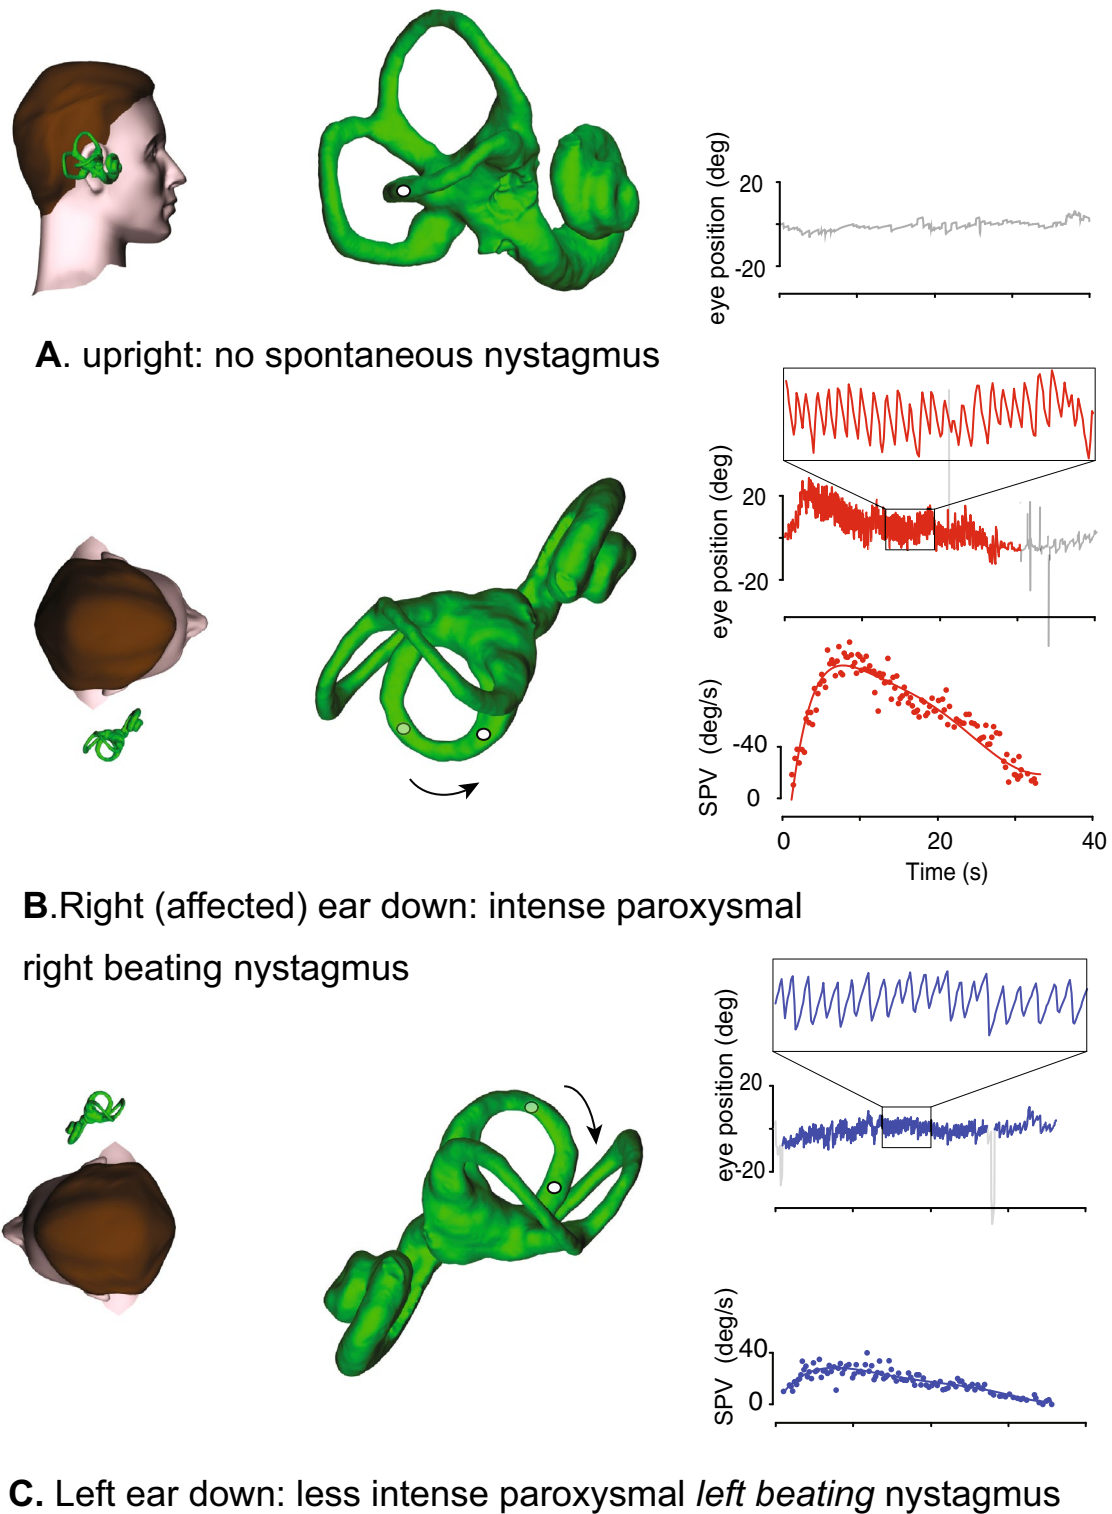 eye position (deg)
20
-20
A. upright: no spontaneous nystagmus
eye position (deg)
20
-20
SPV (deg/s)
-40
0
0 20 40
Time (s)
B.Right (affected) ear down: intense paroxysmal
right beating nystagmus
eye position (deg)
20
-20
SPV (deg/s)
40
0
C. Left ear down: less intense paroxysmal left beating nystagmus